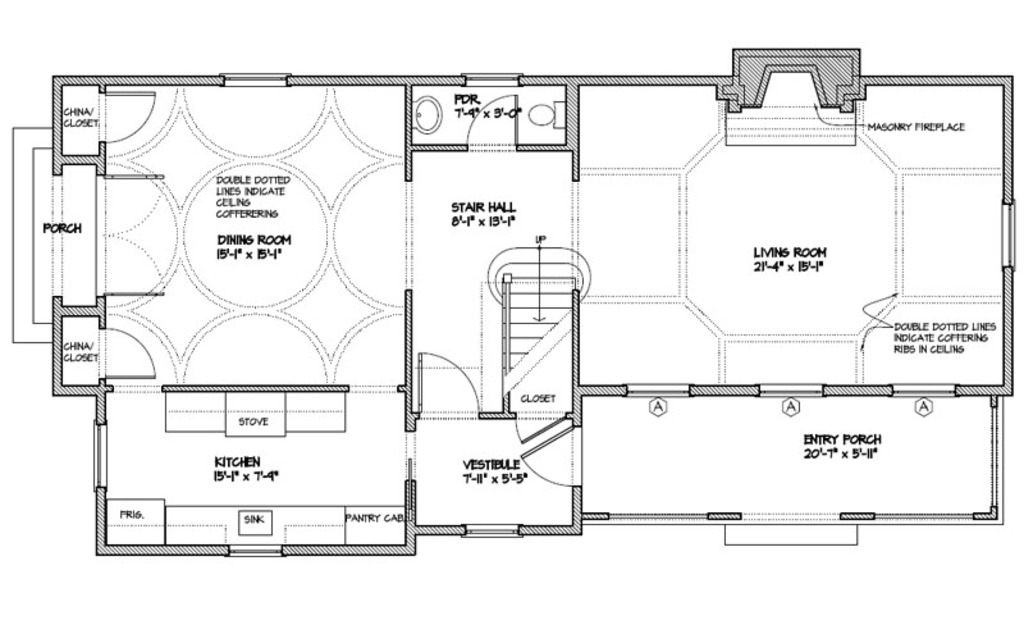 PDR.
7'-9" x 3'-0"
CHINA/
CLOSET
MASONRY FIREPLACE
DOUBLE DOTTED
LINES INDICATE
CEILING
COFFERERING
STAIR HALL
8'-1" x 13'-1"
PORCH
DINING ROOM
15'-1" x 15'-1"
UP
LIVING ROOM
21'-4" x 15'-1"
DOUBLE DOTTED LINES
INDICATE COFFERING
RIBS IN CEILING
CHINA/
CLOSET
CLOSET
A
A
A
STOVE
ENTRY PORCH
20'-7" x 5'-11"
KITCHEN
15'-1" x 7'-9"
VESTIBULE
7'-11" x 5'-5"
FRIG.
SINK
PANTRY CAB.